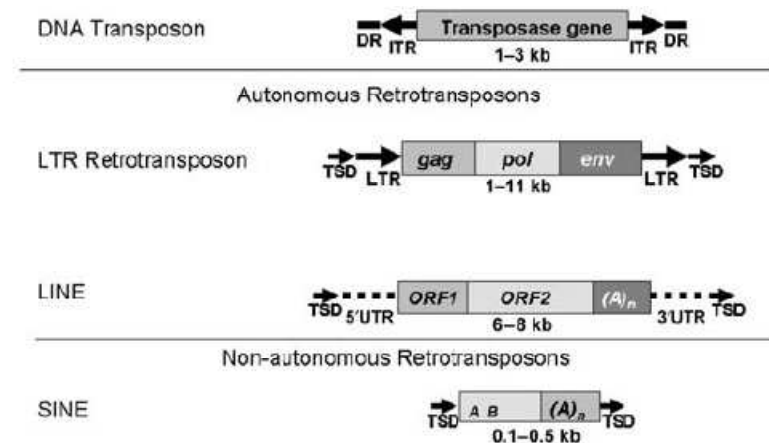 DNA Transposon
DR ITR Transposase gene ITR DR
1–3 kb
Autonomous Retrotransposons
LTR Retrotransposon
TSD LTR gag pol env LTR TSD
1–11 kb
LINE
TSD 5'UTR ORF1 ORF2 (A)n 3'UTR TSD
6–8 kb
Non-autonomous Retrotransposons
SINE
TSD A B (A)n TSD
0.1–0.5 kb